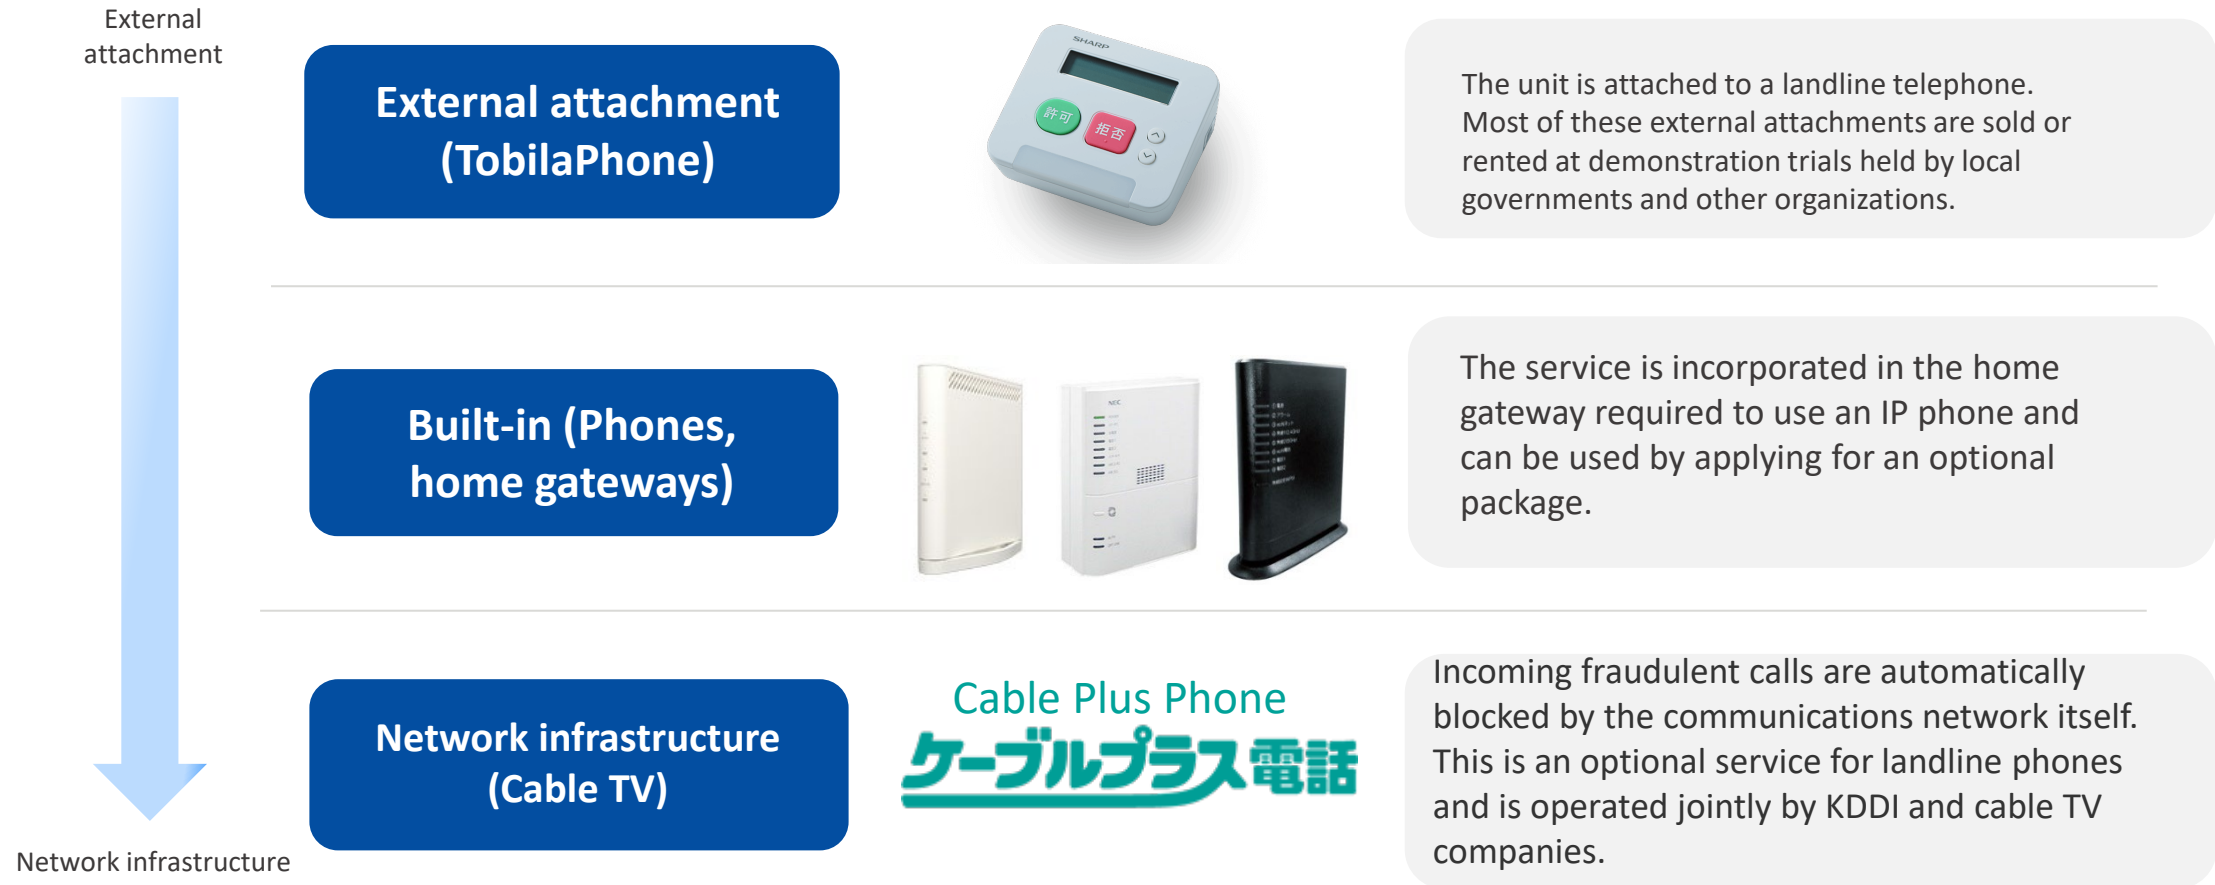 External
attachment
External attachment
(TobilaPhone)
SHARP
許可
拒否
The unit is attached to a landline telephone.
Most of these external attachments are sold or
rented at demonstration trials held by local
governments and other organizations.
Built-in (Phones,
home gateways)
NEC
The service is incorporated in the home
gateway required to use an IP phone and
can be used by applying for an optional
package.
Network infrastructure
(Cable TV)
Cable Plus Phone
ケーブルプラス電話
Incoming fraudulent calls are automatically
blocked by the communications network itself.
This is an optional service for landline phones
and is operated jointly by KDDI and cable TV
companies.
Network infrastructure